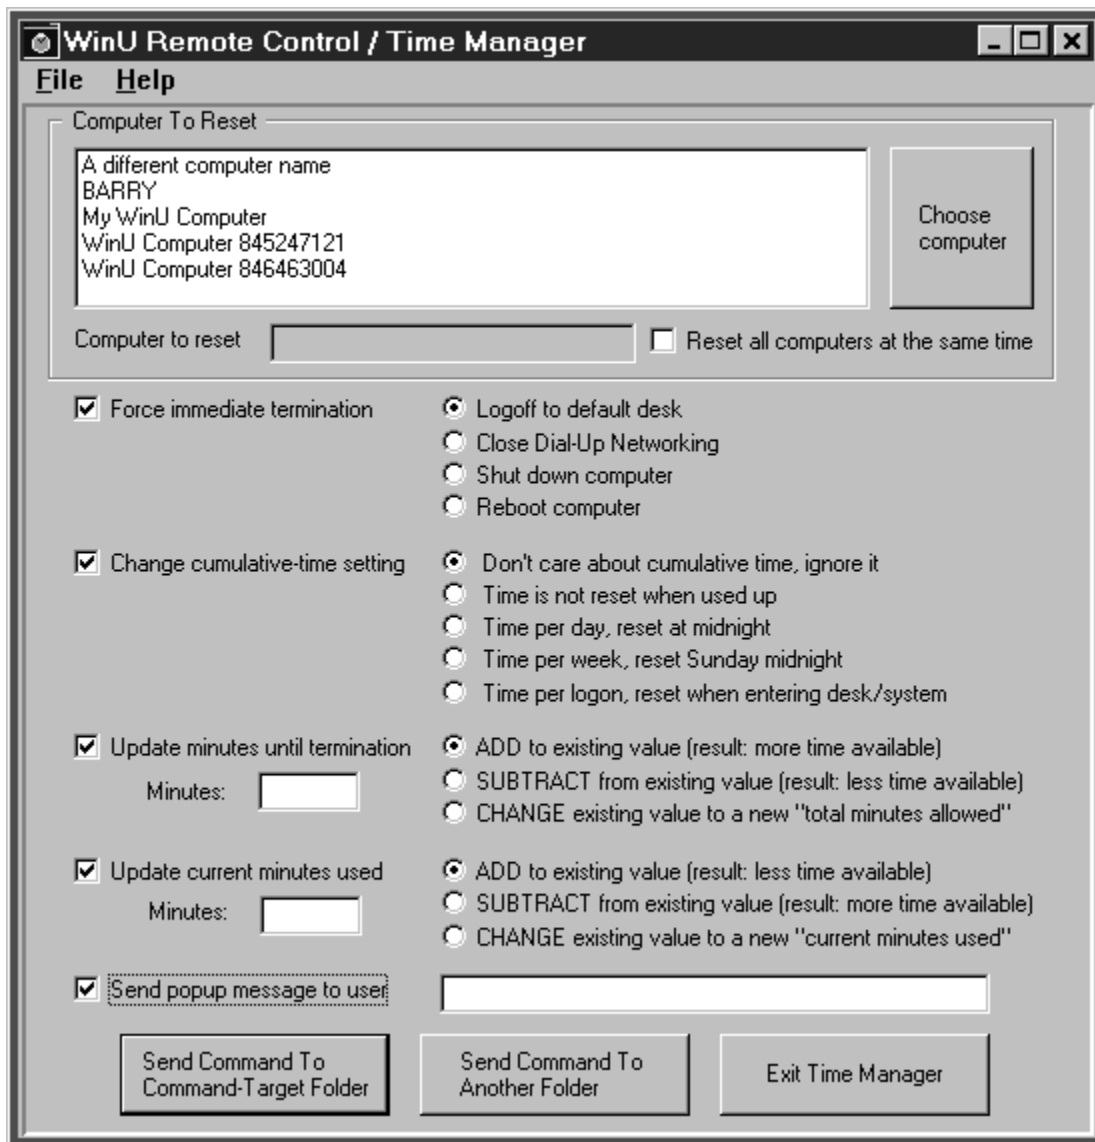 WinU Remote Control / Time Manager
File Help
Computer To Reset
A different computer name
BARRY
My WinU Computer
WinU Computer 845247121
WinU Computer 846463004
Choose
computer
Computer to reset
Reset all computers at the same time
Force immediate termination
Logoff to default desk
Close Dial-Up Networking
Shut down computer
Reboot computer
Change cumulative-time setting
Don't care about cumulative time, ignore it
Time is not reset when used up
Time per day, reset at midnight
Time per week, reset Sunday midnight
Time per logon, reset when entering desk/system
Update minutes until termination
Minutes:
ADD to existing value (result: more time available)
SUBTRACT from existing value (result: less time available)
CHANGE existing value to a new "total minutes allowed"
Update current minutes used
Minutes:
ADD to existing value (result: less time available)
SUBTRACT from existing value (result: more time available)
CHANGE existing value to a new "current minutes used"
Send popup message to user
Send Command To
Command-Target Folder
Send Command To
Another Folder
Exit Time Manager